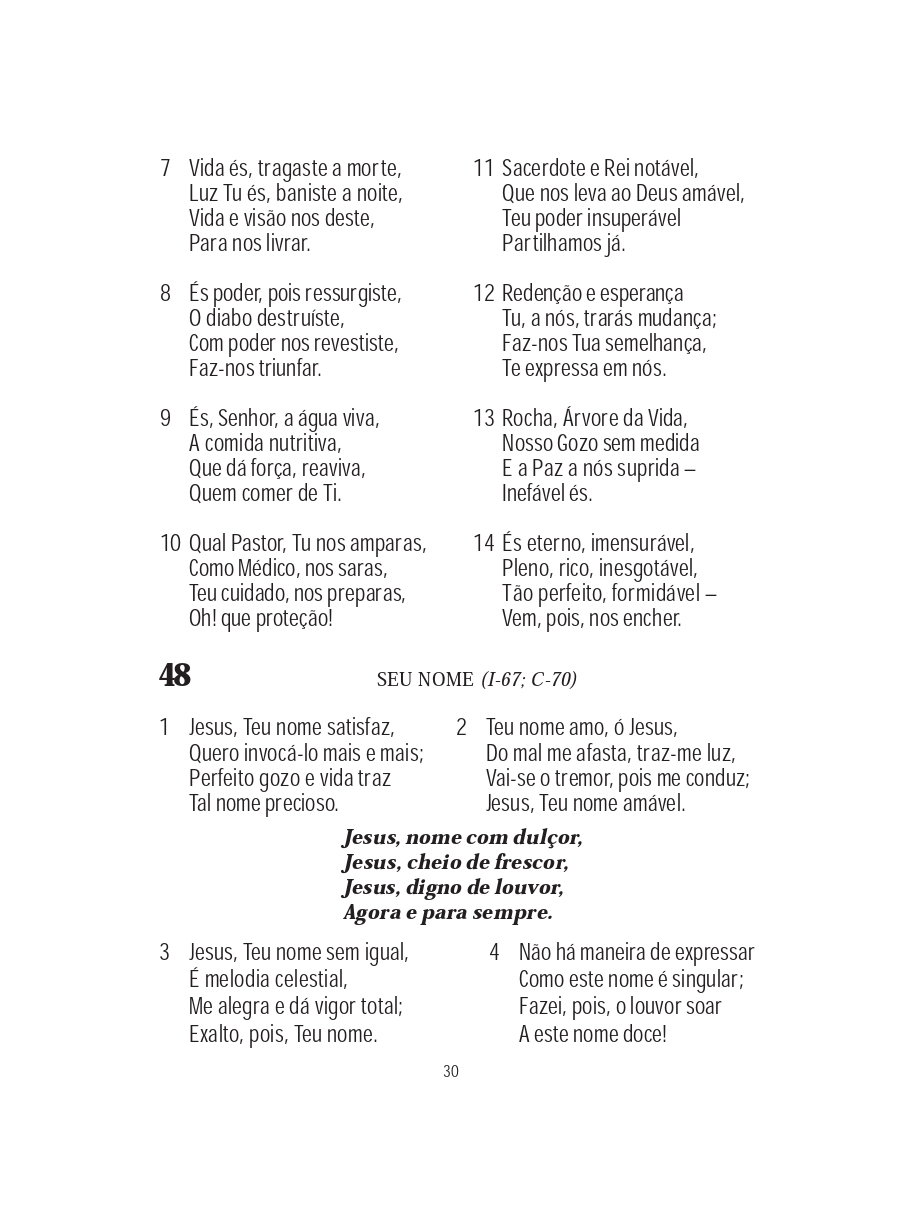 7 Vida és, tragaste a morte,
Luz Tu és, baniste a noite,
Vida e visão nos deste,
Para nos livrar.
8 És poder, pois ressurgiste,
O diabo destruíste,
Com poder nos revestiste,
Faz-nos triunfar.
9 És, Senhor, a água viva,
A comida nutritiva,
Que dá força, reaviva,
Quem comer de Ti.
10 Qual Pastor, Tu nos amparas,
Como Médico, nos saras,
Teu cuidado, nos preparas,
Oh! que proteção!
11 Sacerdote e Rei notável,
Que nos leva ao Deus amável,
Teu poder insuperável
Partilhamos já.
12 Redenção e esperança
Tu, a nós, trarás mudança;
Faz-nos Tua semelhança,
Te expressa em nós.
13 Rocha, Árvore da Vida,
Nosso Gozo sem medida
E a Paz a nós suprida –
Inefável és.
14 És eterno, imensurável,
Pleno, rico, inesgotável,
Tão perfeito, formidável –
Vem, pois, nos encher.
48 SEU NOME (I-67; C-70)
1 Jesus, Teu nome satisfaz,
Quero invocá-lo mais e mais;
Perfeito gozo e vida traz
Tal nome precioso.
2 Teu nome amo, ó Jesus,
Do mal me afasta, traz-me luz,
Vai-se o tremor, pois me conduz;
Jesus, Teu nome amável.
Jesus, nome com dulçor,
Jesus, cheio de frescor,
Jesus, digno de louvor,
Agora e para sempre.
3 Jesus, Teu nome sem igual,
É melodia celestial,
Me alegra e dá vigor total;
Exalto, pois, Teu nome.
4 Não há maneira de expressar
Como este nome é singular;
Fazei, pois, o louvor soar
A este nome doce!
30